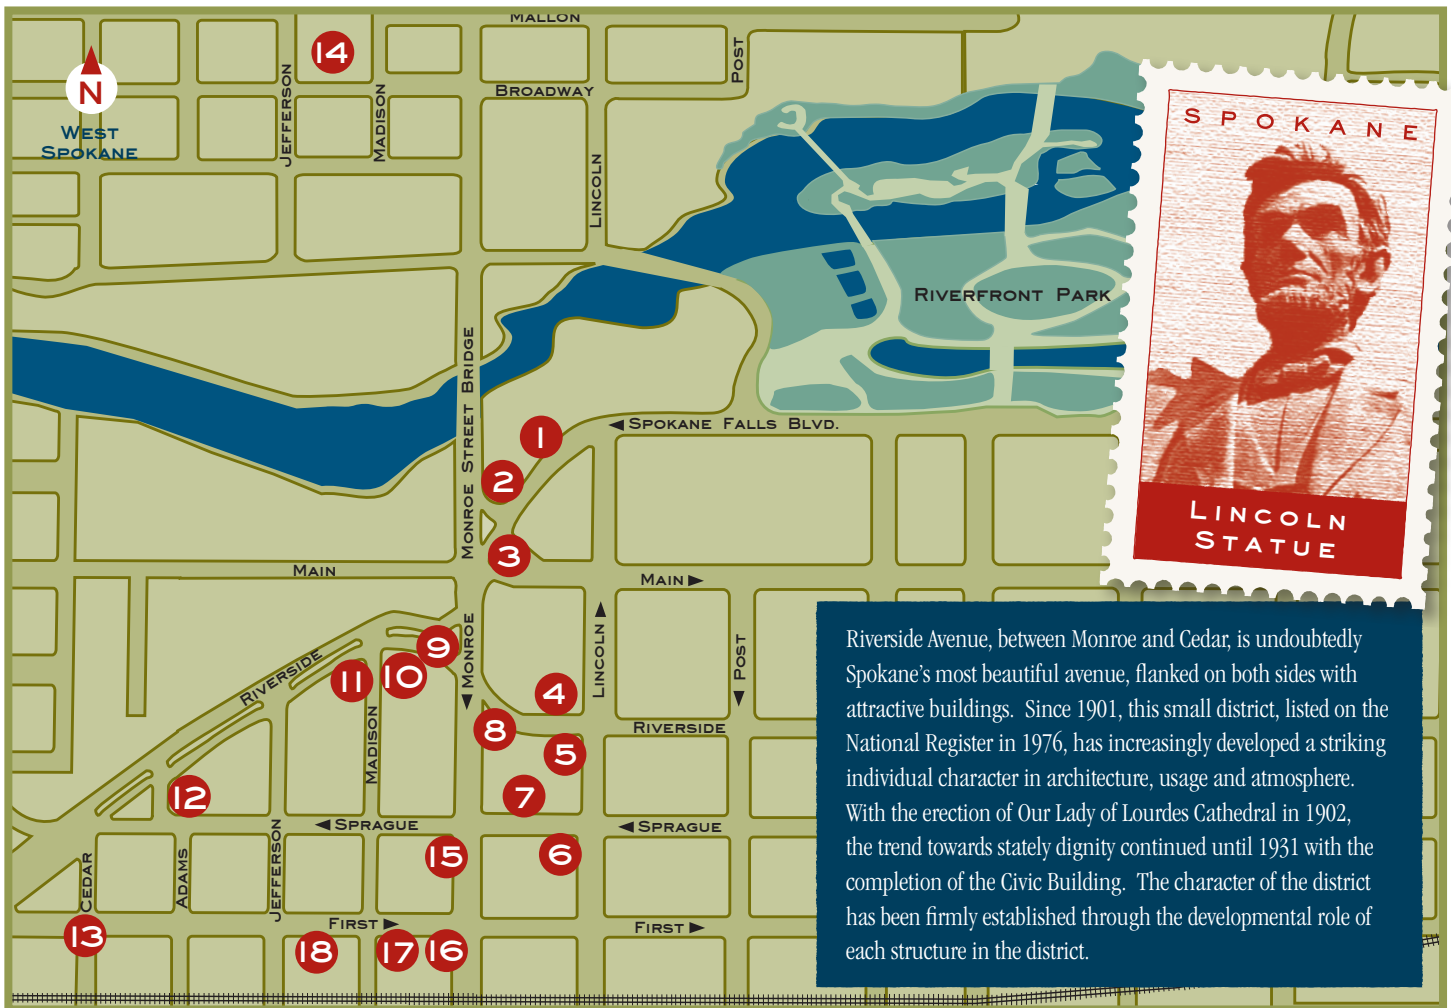 MALLON
14
POST
N
JEFFERSON
MADISON
BROADWAY
WEST
SPOKANE
LINCOLN
SPOKANE
RIVERFRONT PARK
MONROE STREET BRIDGE
1
SPOKANE FALLS BLVD.
2
LINCOLN
STATUE
3
MAIN
MAIN
9
MONROE
LINCOLN
POST
RIVERSIDE
11
10
4
8
RIVERSIDE
5
MADISON
12
7
SPRAGUE
SPRAGUE
15
6
CEDAR
ADAMS
JEFFERSON
FIRST
FIRST
13
18
17
16
Riverside Avenue, between Monroe and Cedar, is undoubtedly
Spokane’s most beautiful avenue, flanked on both sides with
attractive buildings. Since 1901, this small district, listed on the
National Register in 1976, has increasingly developed a striking
individual character in architecture, usage and atmosphere.
With the erection of Our Lady of Lourdes Cathedral in 1902,
the trend towards stately dignity continued until 1931 with the
completion of the Civic Building. The character of the district
has been firmly established through the developmental role of
each structure in the district.